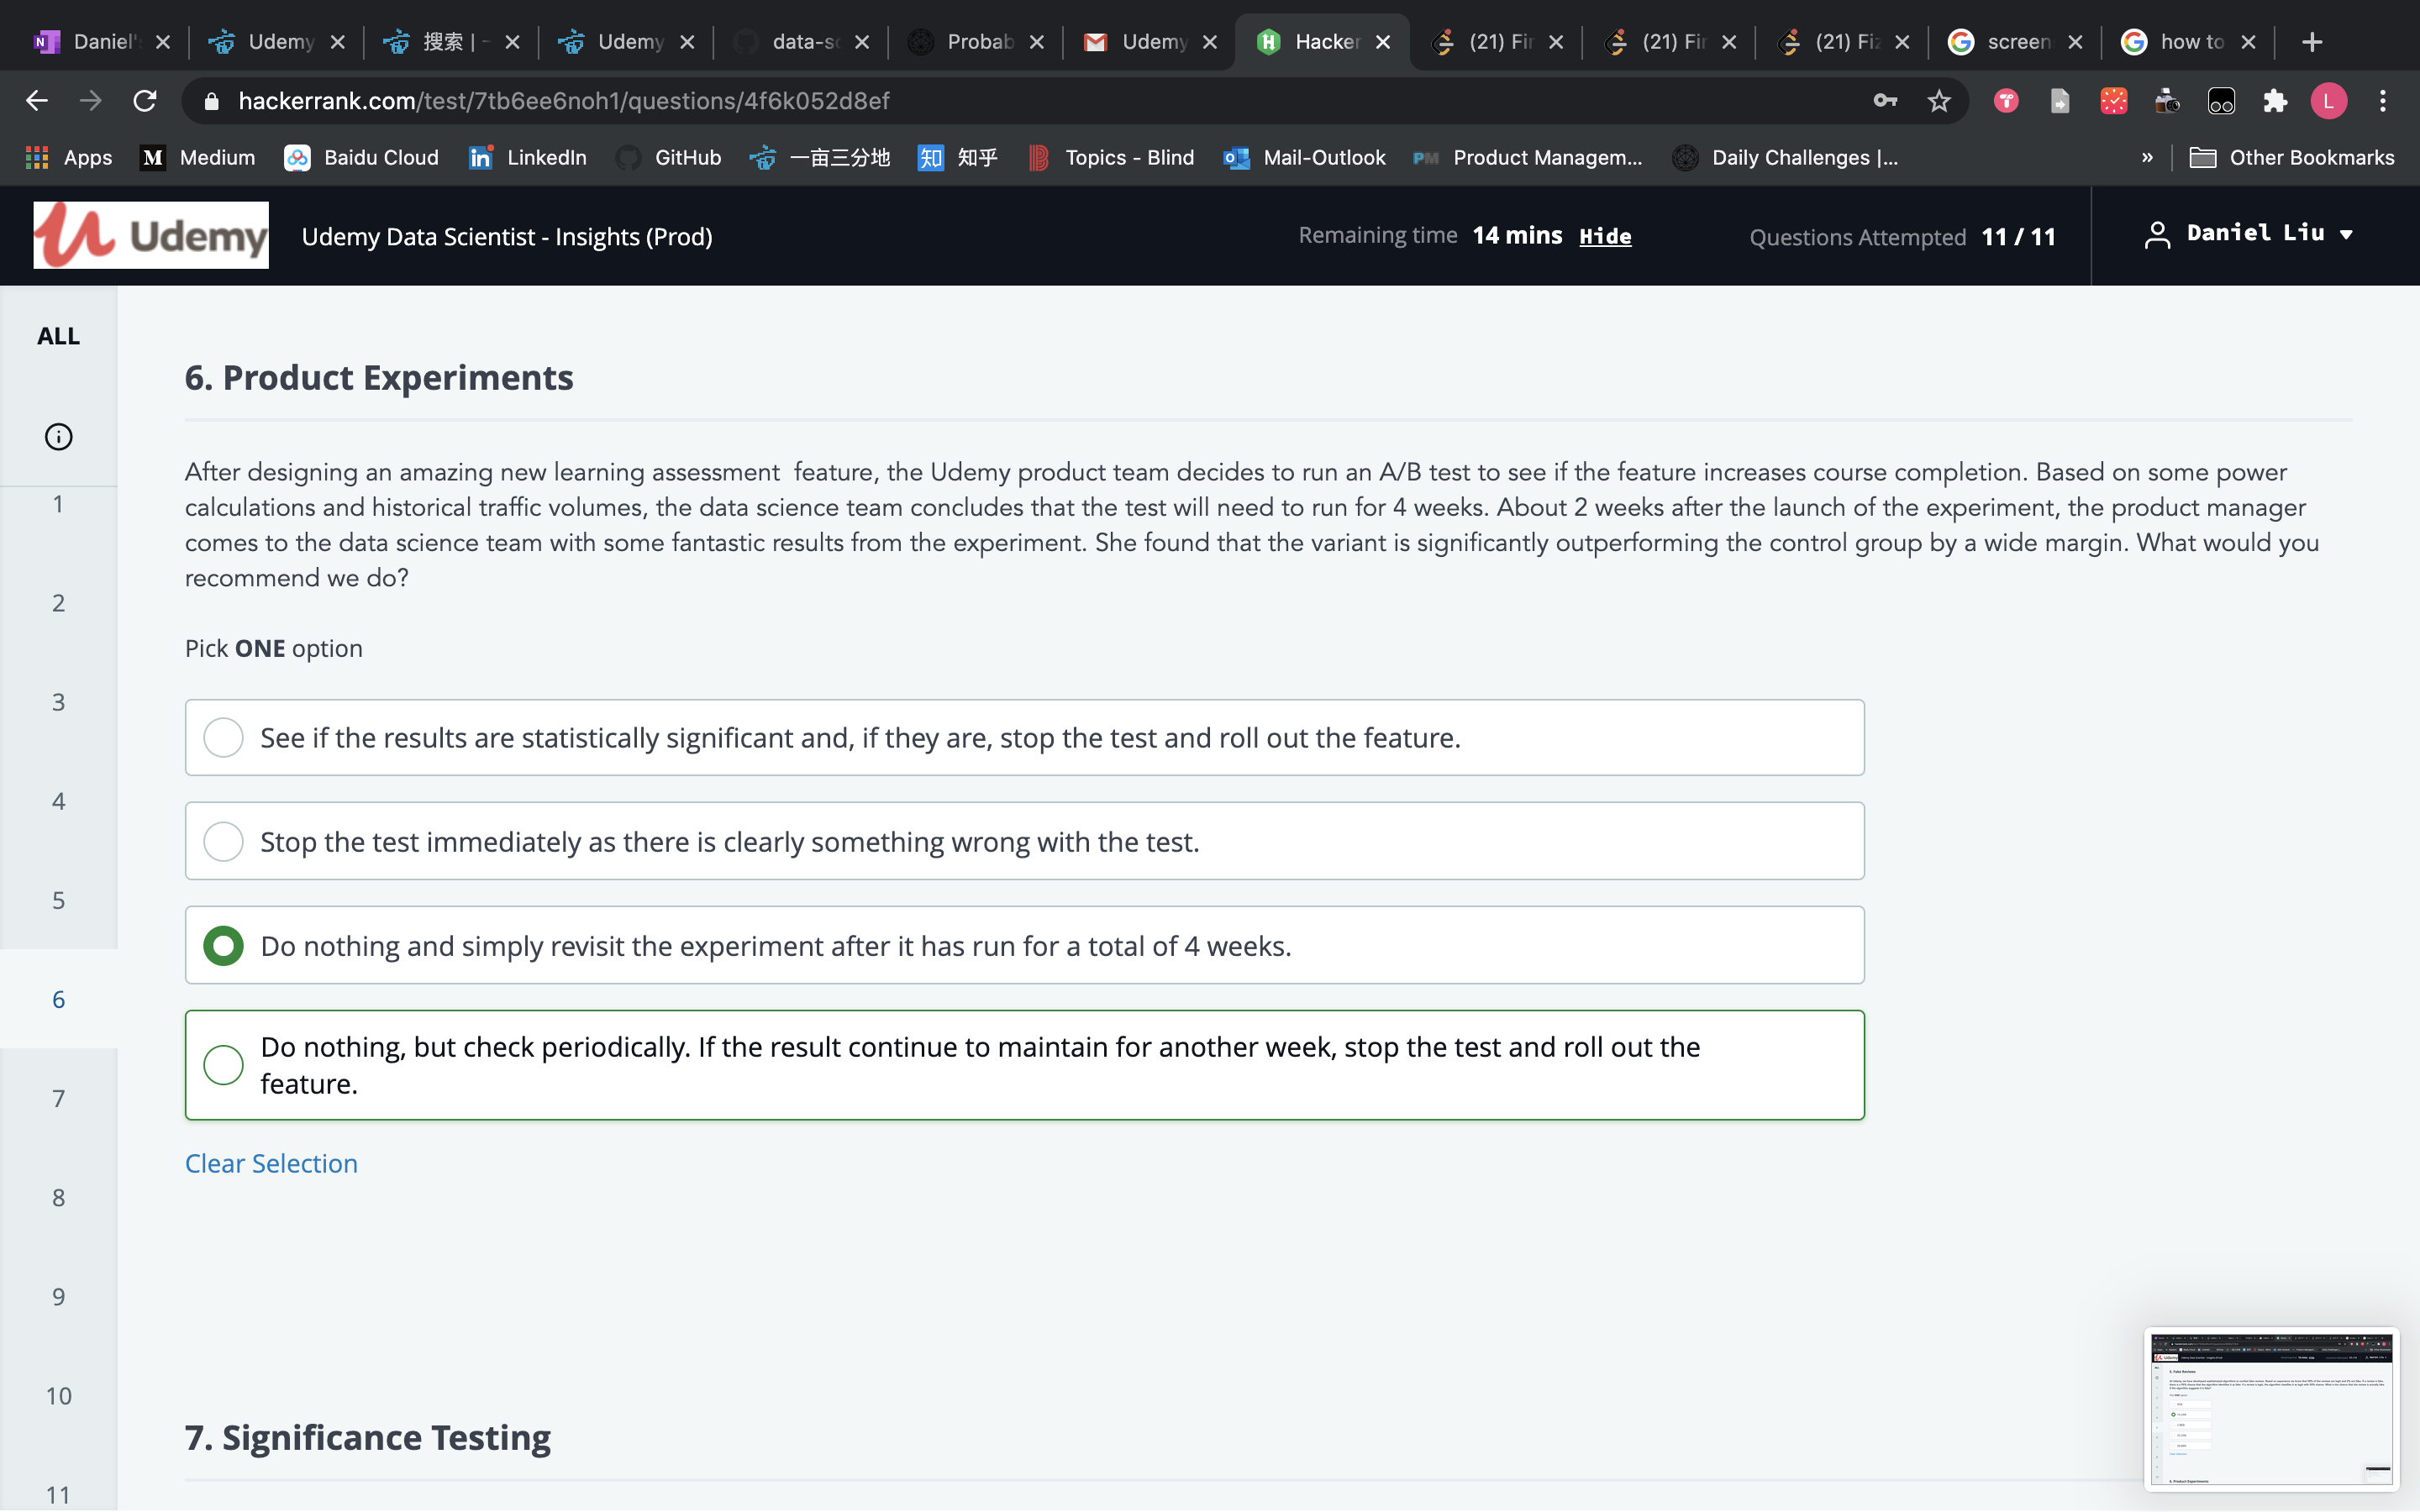 Daniel's
Udemy
搜索 | -
Udemy
data-sc
Probab
Udemy
Hacker
(21) Fir
(21) Fir
(21) Fiz
screen
how to
hackerrank.com/test/7tb6ee6noh1/questions/4f6k052d8ef
L
Apps
M Medium
Baidu Cloud
in LinkedIn
GitHub
一亩三分地
知 知乎
Topics - Blind
Mail-Outlook
PM Product Managem...
Daily Challenges |...
»
Other Bookmarks
Udemy
Udemy Data Scientist - Insights (Prod)
Remaining time 14 mins Hide
Questions Attempted 11 / 11
Daniel Liu
ALL
1
2
3
4
5
6
7
8
9
10
11
6. Product Experiments
After designing an amazing new learning assessment  feature, the Udemy product team decides to run an A/B test to see if the feature increases course completion. Based on some power
calculations and historical traffic volumes, the data science team concludes that the test will need to run for 4 weeks. About 2 weeks after the launch of the experiment, the product manager
comes to the data science team with some fantastic results from the experiment. She found that the variant is significantly outperforming the control group by a wide margin. What would you
recommend we do?
Pick ONE option
See if the results are statistically significant and, if they are, stop the test and roll out the feature.
Stop the test immediately as there is clearly something wrong with the test.
Do nothing and simply revisit the experiment after it has run for a total of 4 weeks.
Do nothing, but check periodically. If the result continue to maintain for another week, stop the test and roll out the
feature.
Clear Selection
7. Significance Testing